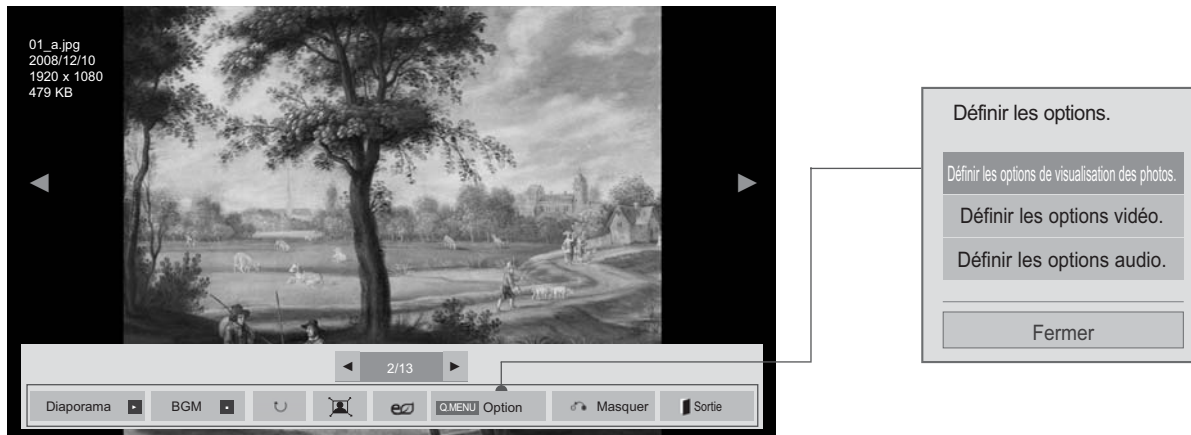 01_a.jpg
2008/12/10
1920 x 1080
479 KB
2/13
Diaporama
BGM
Q.MENU Option
Masquer
Sortie
Définir les options.
Définir les options de visualisation des photos.
Définir les options vidéo.
Définir les options audio.
Fermer